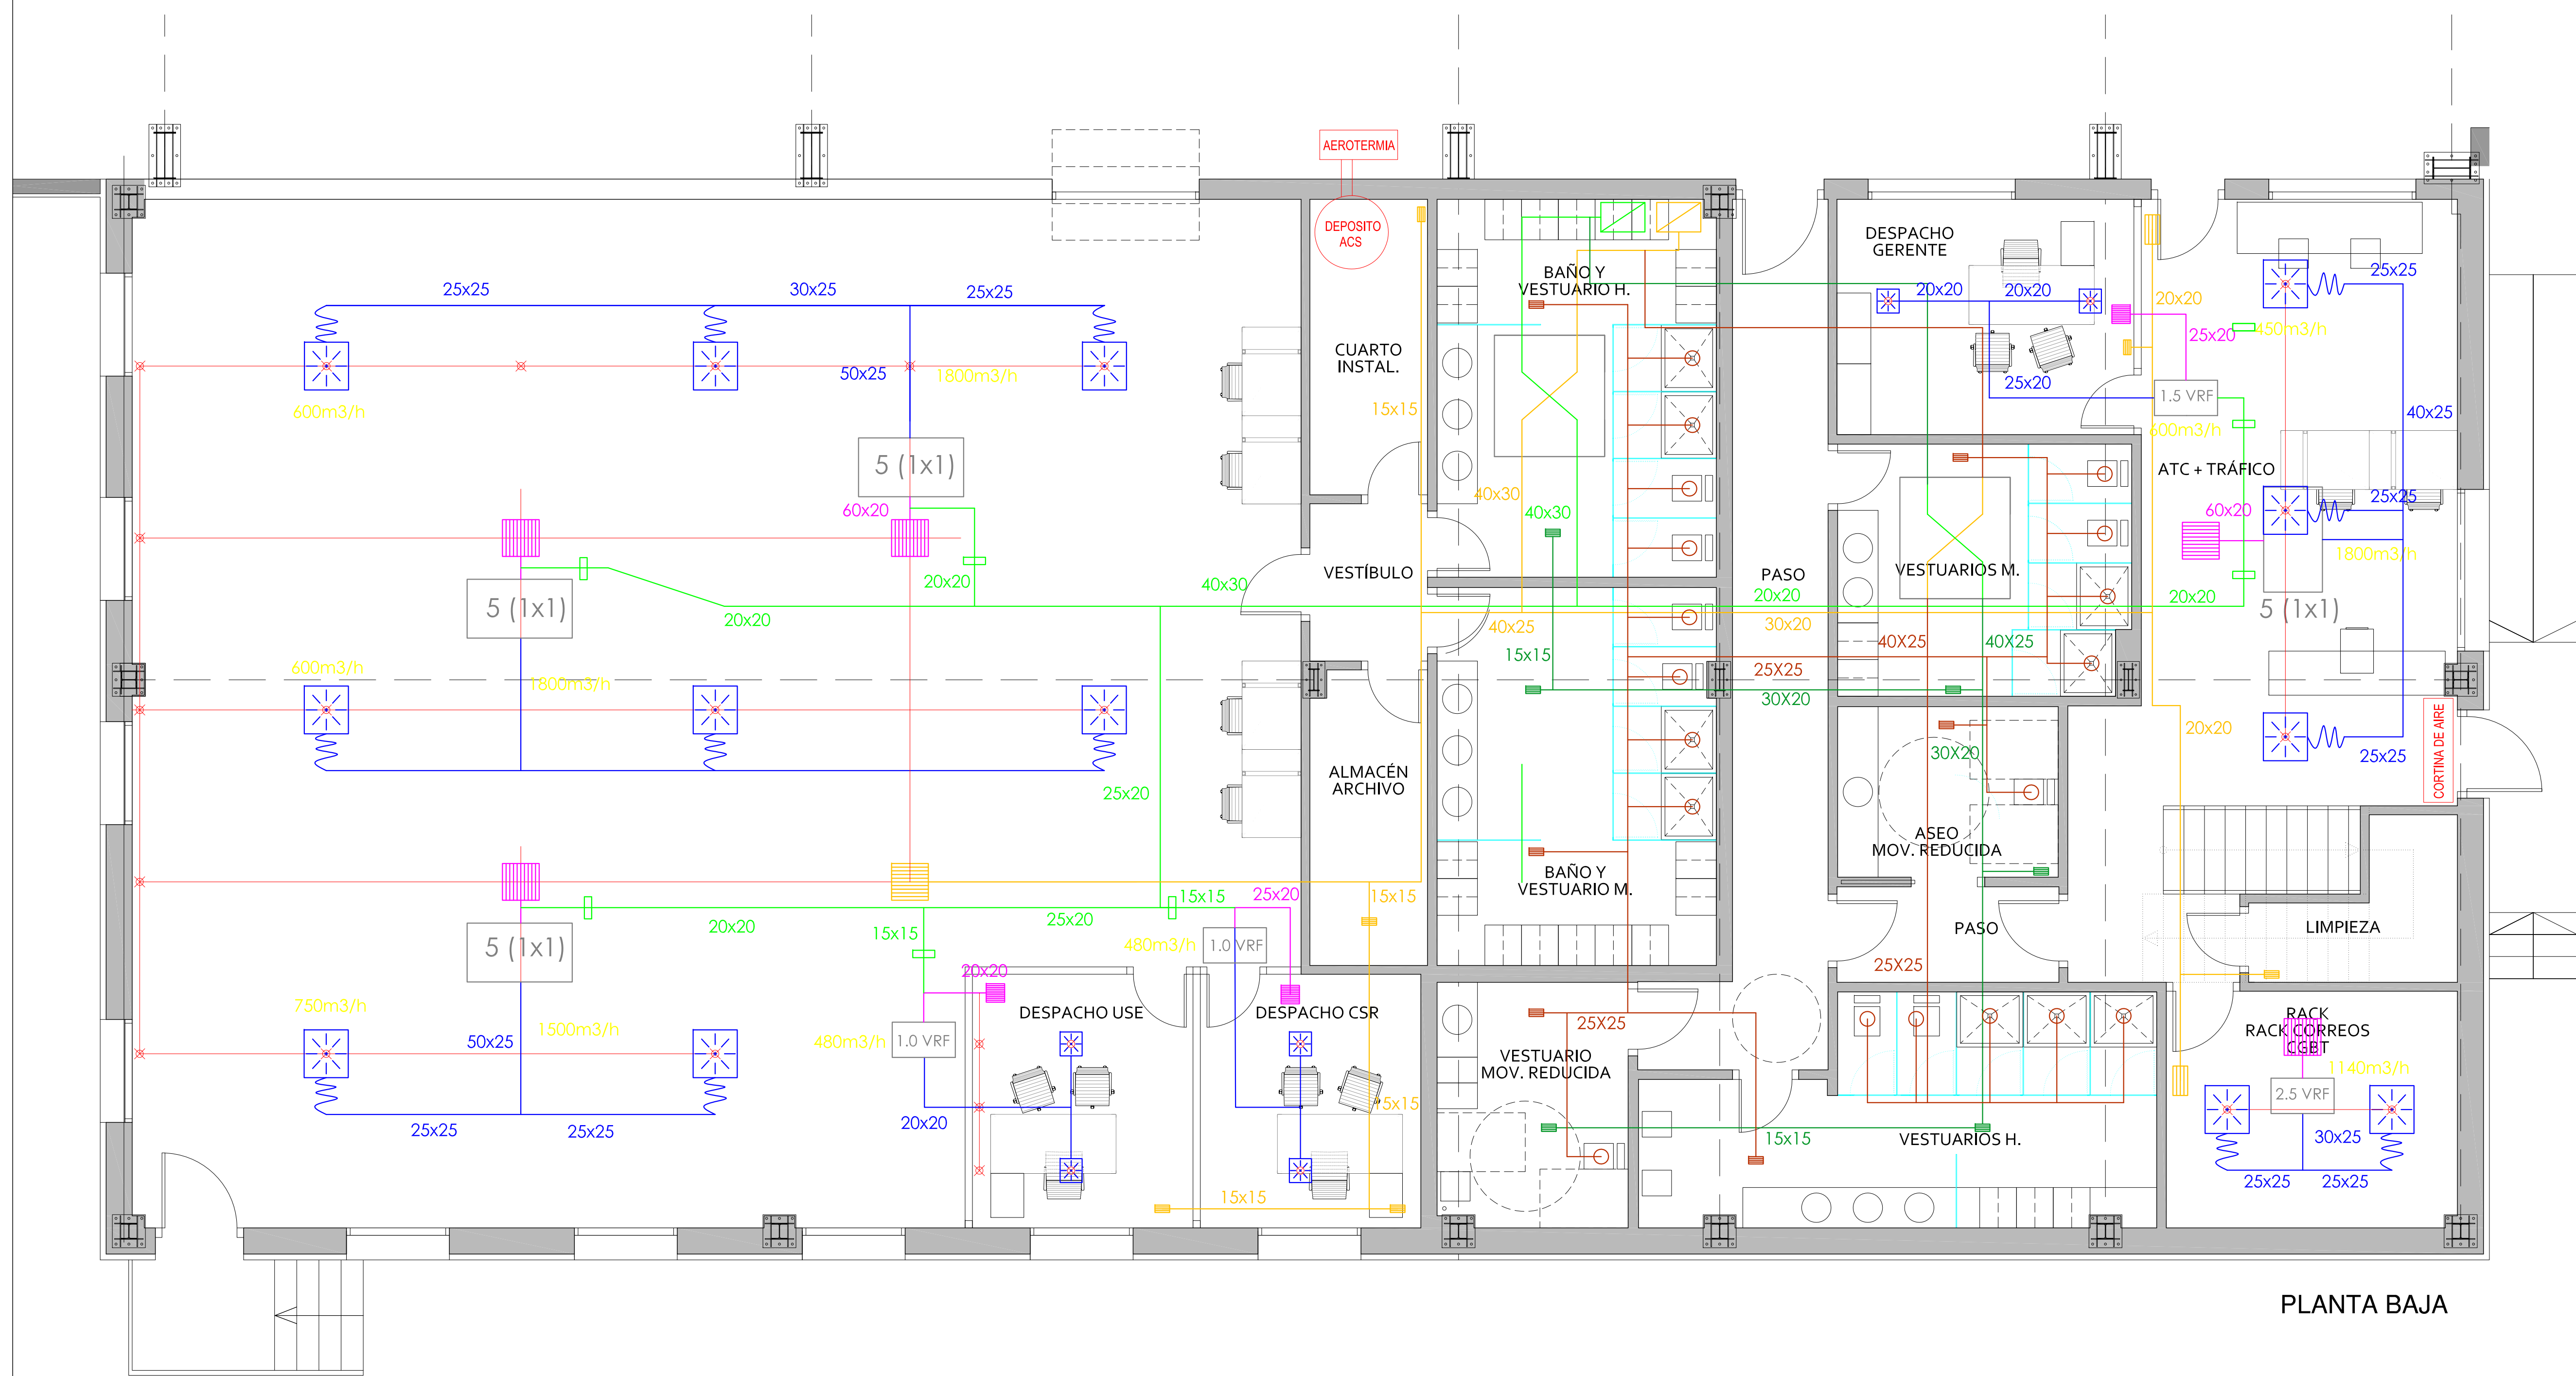 AEROTERMIA
DEPOSITO
ACS
DESPACHO
GERENTE
BAÑO Y
VESTUARIO H.
25x25
30x25
25x25
20x20
20x20
20x20
25x25
450m3/h
25x20
CUARTO
INSTAL.
50x25
1800m3/h
600m3/h
15x15
25x20
1.5 VRF
40x25
600m3/h
5 (1x1)
ATC + TRÁFICO
40x30
25x25
60x20
40x30
60x20
1800m3/h
VESTÍBULO
PASO
VESTUARIOS M.
20x20
40x30
20x20
20x20
5 (1x1)
5 (1x1)
20x20
40x25
30x20
15x15
40X25
40X25
600m3/h
1800m3/h
25X25
30X20
CORTINA DE AIRE
20x20
30X20
25x25
ALMACÉN
ARCHIVO
25x20
ASEO
MOV. REDUCIDA
BAÑO Y
VESTUARIO M.
15x15
25x20
15x15
20x20
25x20
15x15
5 (1x1)
480m3/h
1.0 VRF
PASO
LIMPIEZA
20x20
25X25
750m3/h
1500m3/h
DESPACHO USE
DESPACHO CSR
RACK
RACK CORREOS
CGBT
25X25
50x25
480m3/h
1.0 VRF
VESTUARIO
MOV. REDUCIDA
1140m3/h
2.5 VRF
15x15
25x25
25x25
20x20
15x15
VESTUARIOS H.
30x25
25x25
25x25
15x15
PLANTA BAJA